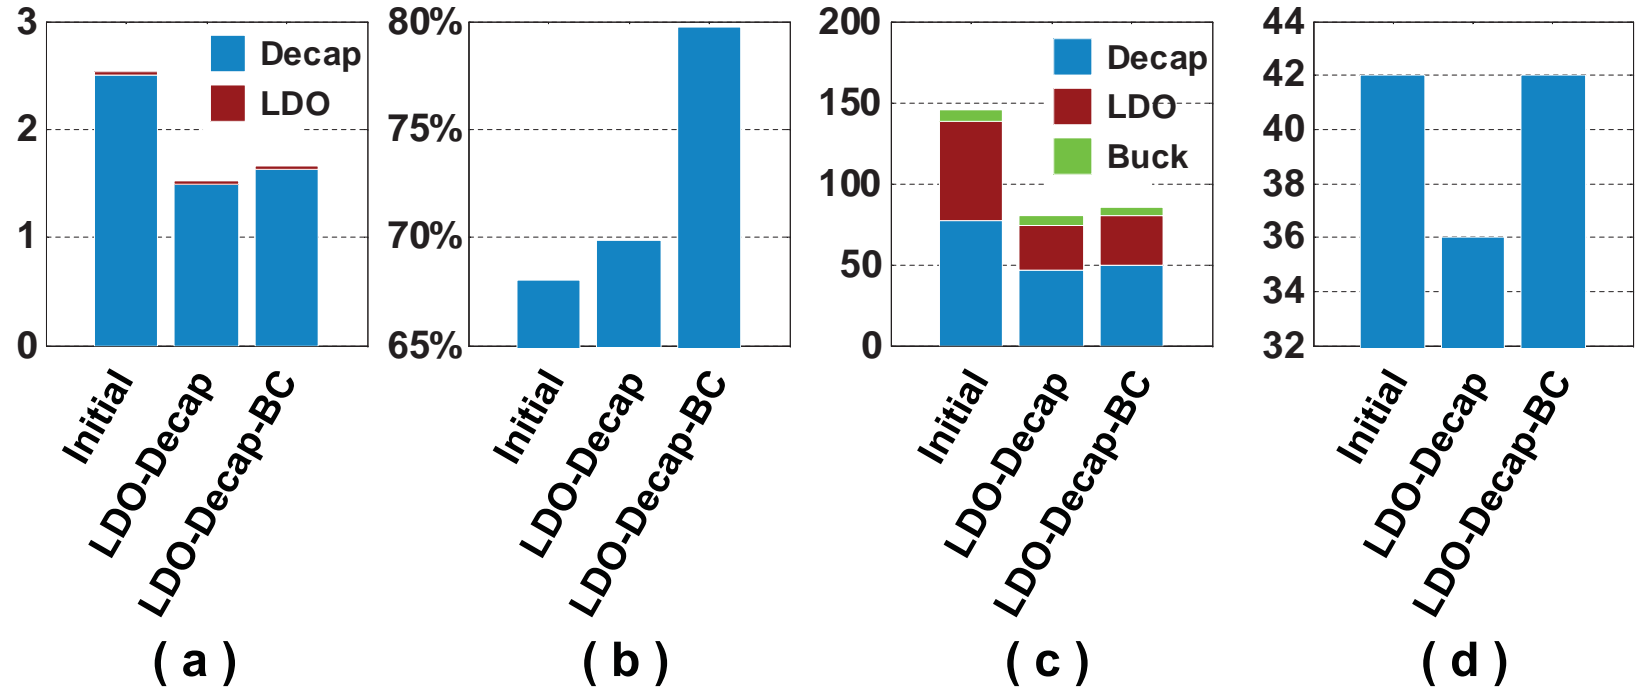 3
2
1
0
Decap
LDO
Initial
LDO-Decap
LDO-Decap-BC
( a )
80%
75%
70%
65%
Initial
LDO-Decap
LDO-Decap-BC
( b )
200
150
100
50
0
Decap
LDO
Buck
Initial
LDO-Decap
LDO-Decap-BC
( c )
44
42
40
38
36
34
32
Initial
LDO-Decap
LDO-Decap-BC
( d )